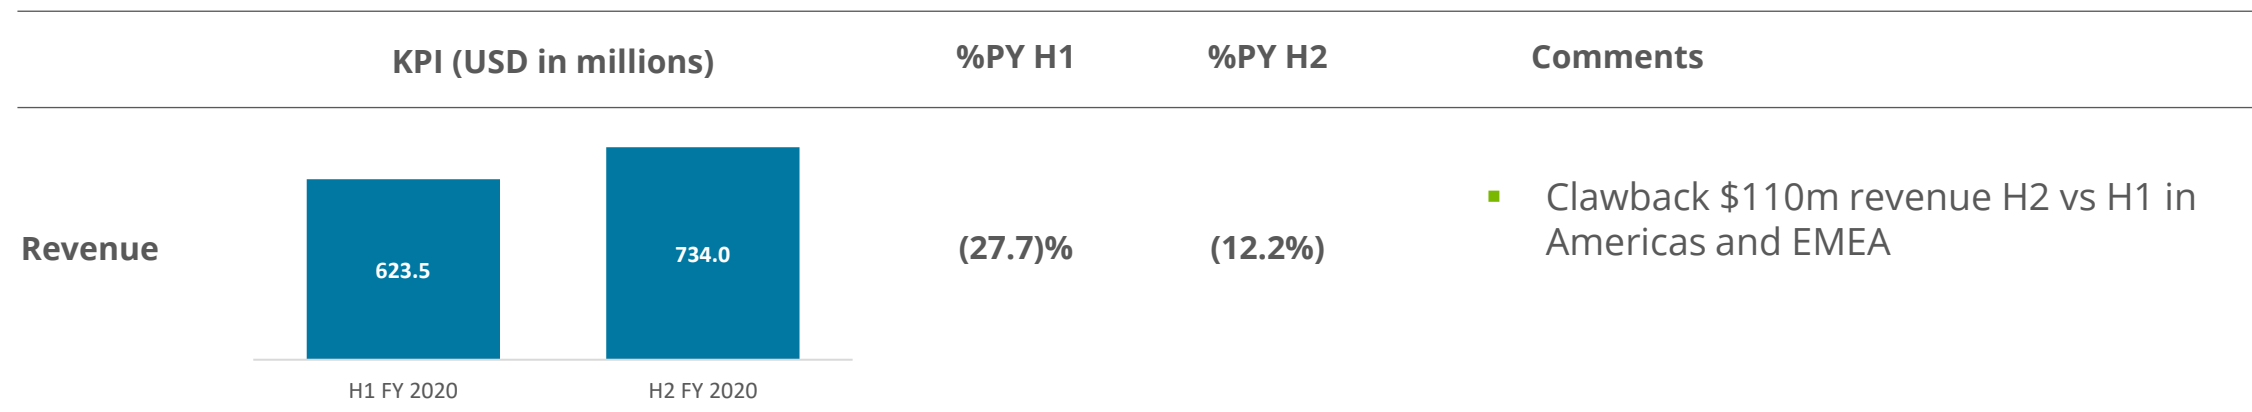 KPI (USD in millions) %PY H1 %PY H2 Comments
Revenue
623.5
734.0
H1 FY 2020
H2 FY 2020
(27.7)%
(12.2%)
▪ Clawback $110m revenue H2 vs H1 in
Americas and EMEA